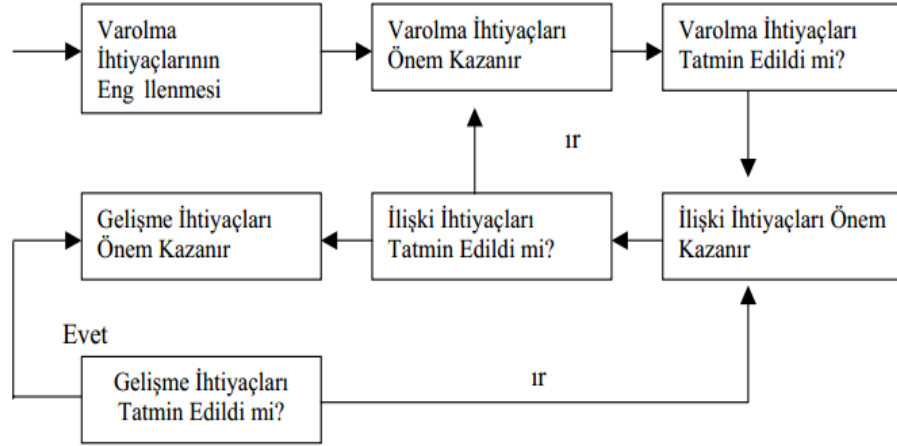 Varolma
İhtiyaçlarının
Eng llenmesi
Varolma İhtiyaçları
Önem Kazanır
Varolma İhtiyaçları
Tatmin Edildi mi?
ır
Gelişme İhtiyaçları
Önem Kazanır
İlişki İhtiyaçları
Tatmin Edildi mi?
İlişki İhtiyaçları Önem
Kazanır
Evet
Gelişme İhtiyaçları
Tatmin Edildi mi?
ır